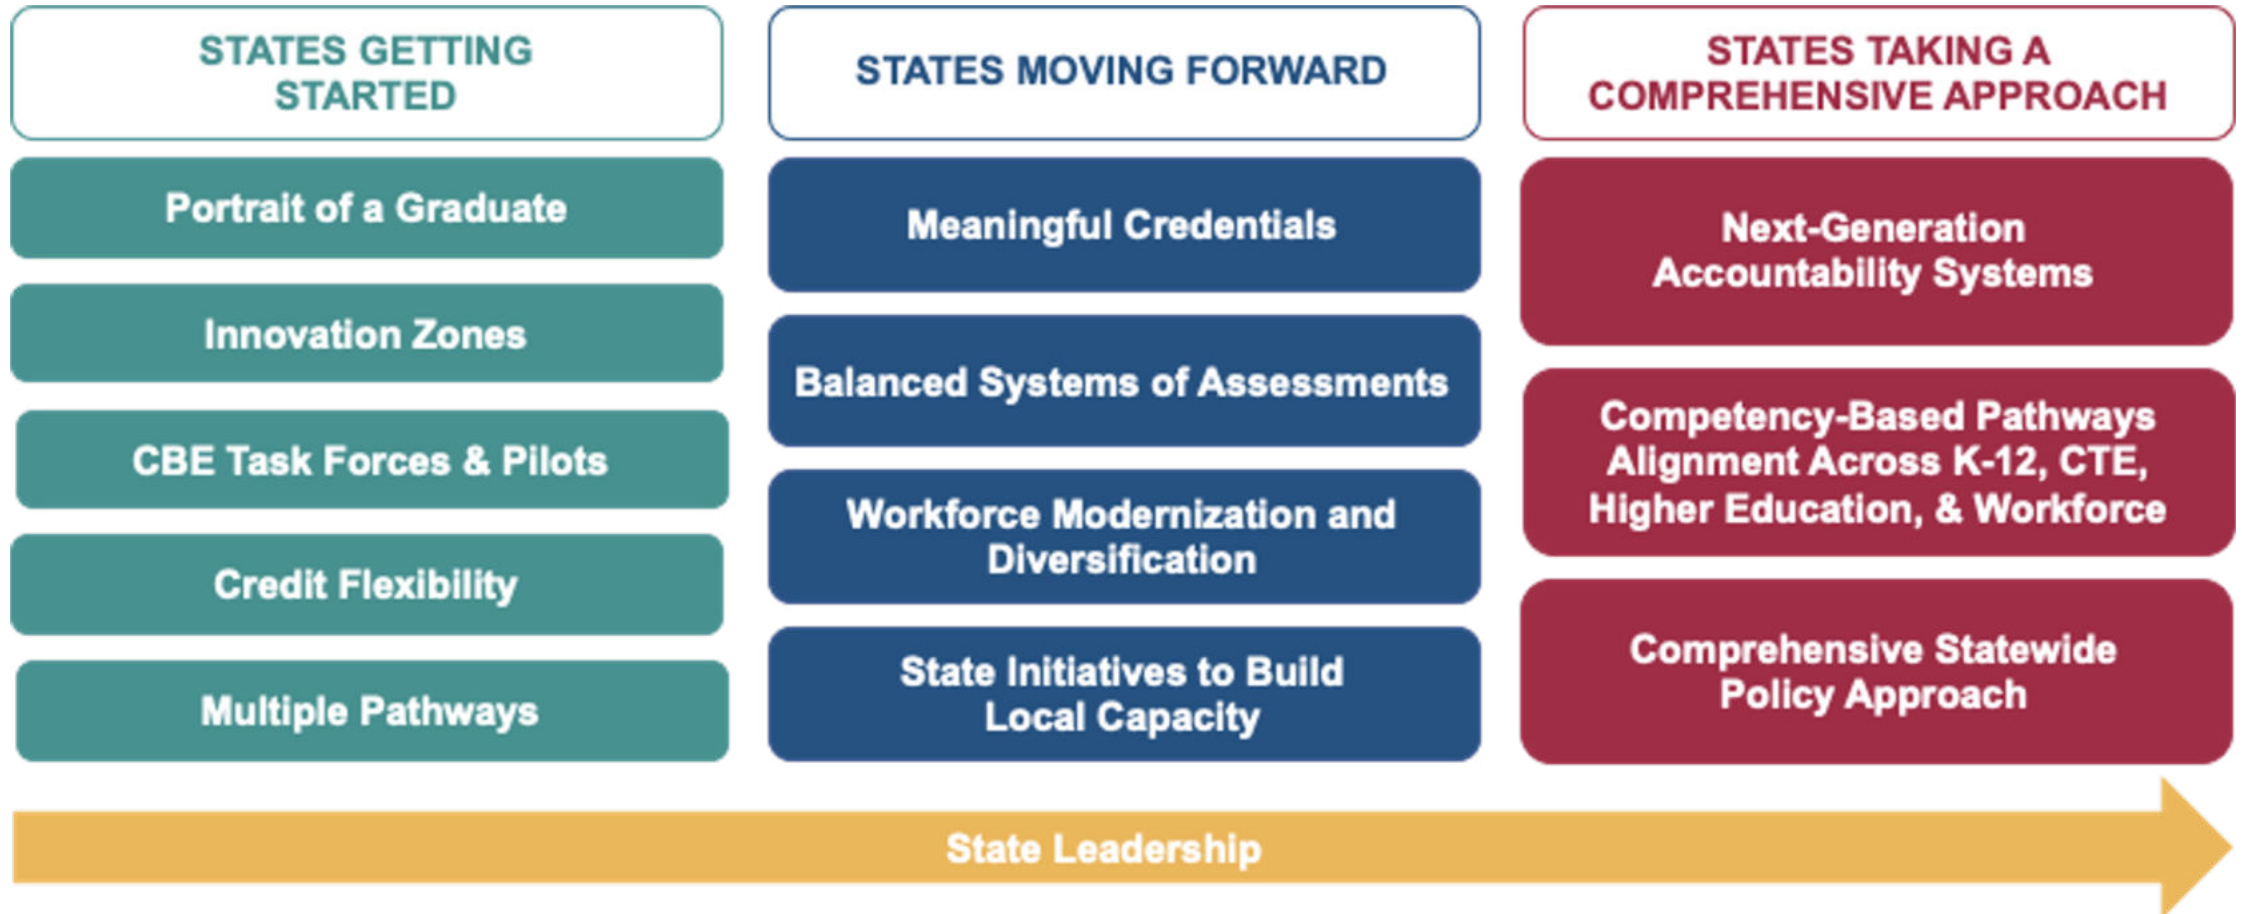 STATES GETTING
STARTED
Portrait of a Graduate
Innovation Zones
CBE Task Forces & Pilots
Credit Flexibility
Multiple Pathways
STATES MOVING FORWARD
Meaningful Credentials
Balanced Systems of Assessments
Workforce Modernization and
Diversification
State Initiatives to Build
Local Capacity
STATES TAKING A
COMPREHENSIVE APPROACH
Next-Generation
Accountability Systems
Competency-Based Pathways
Alignment Across K-12, CTE,
Higher Education, & Workforce
Comprehensive Statewide
Policy Approach
State Leadership